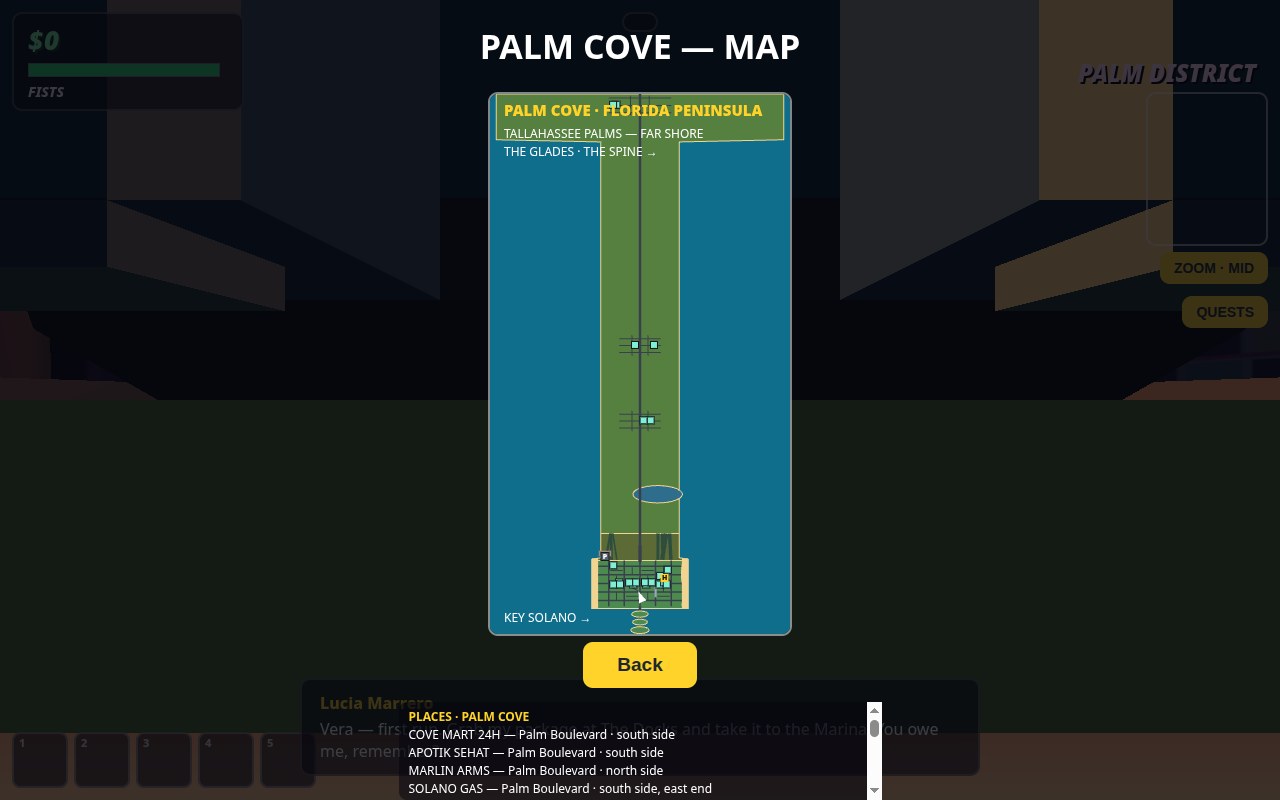 PALM COVE — MAP
$0
FISTS
PALM DISTRICT
PALM COVE · FLORIDA PENINSULA
TALLAHASSEE PALMS — FAR SHORE
THE GLADES · THE SPINE →
ZOOM · MID
QUESTS
P
H
KEY SOLANO →
Back
Lucia Marrero
Vera — first
package at The Docks and take it to the Marina. You owe
me, remem
PLACES · PALM COVE
COVE MART 24H — Palm Boulevard · south side
APOTIK SEHAT — Palm Boulevard · south side
MARLIN ARMS — Palm Boulevard · north side
SOLANO GAS — Palm Boulevard · south side, east end
1 2 3 4 5